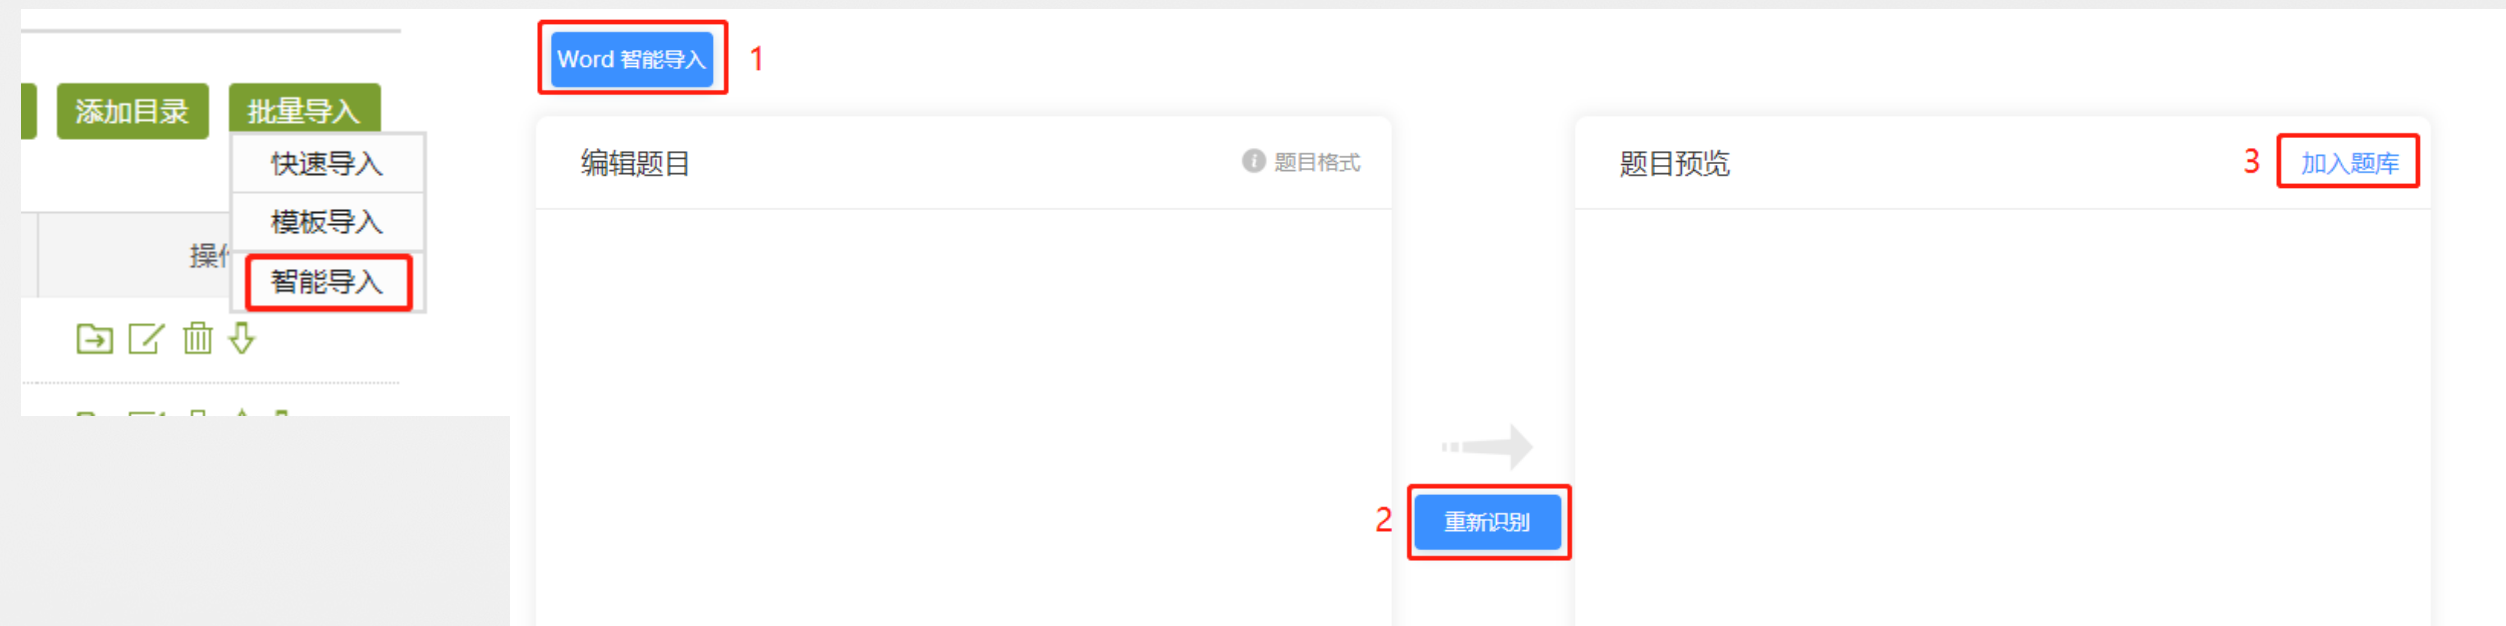 添加目录
批量导入
快速导入
模板导入
操作
智能导入
Word 智能导入
1
编辑题目
题目格式
2
重新识别
题目预览
3
加入题库